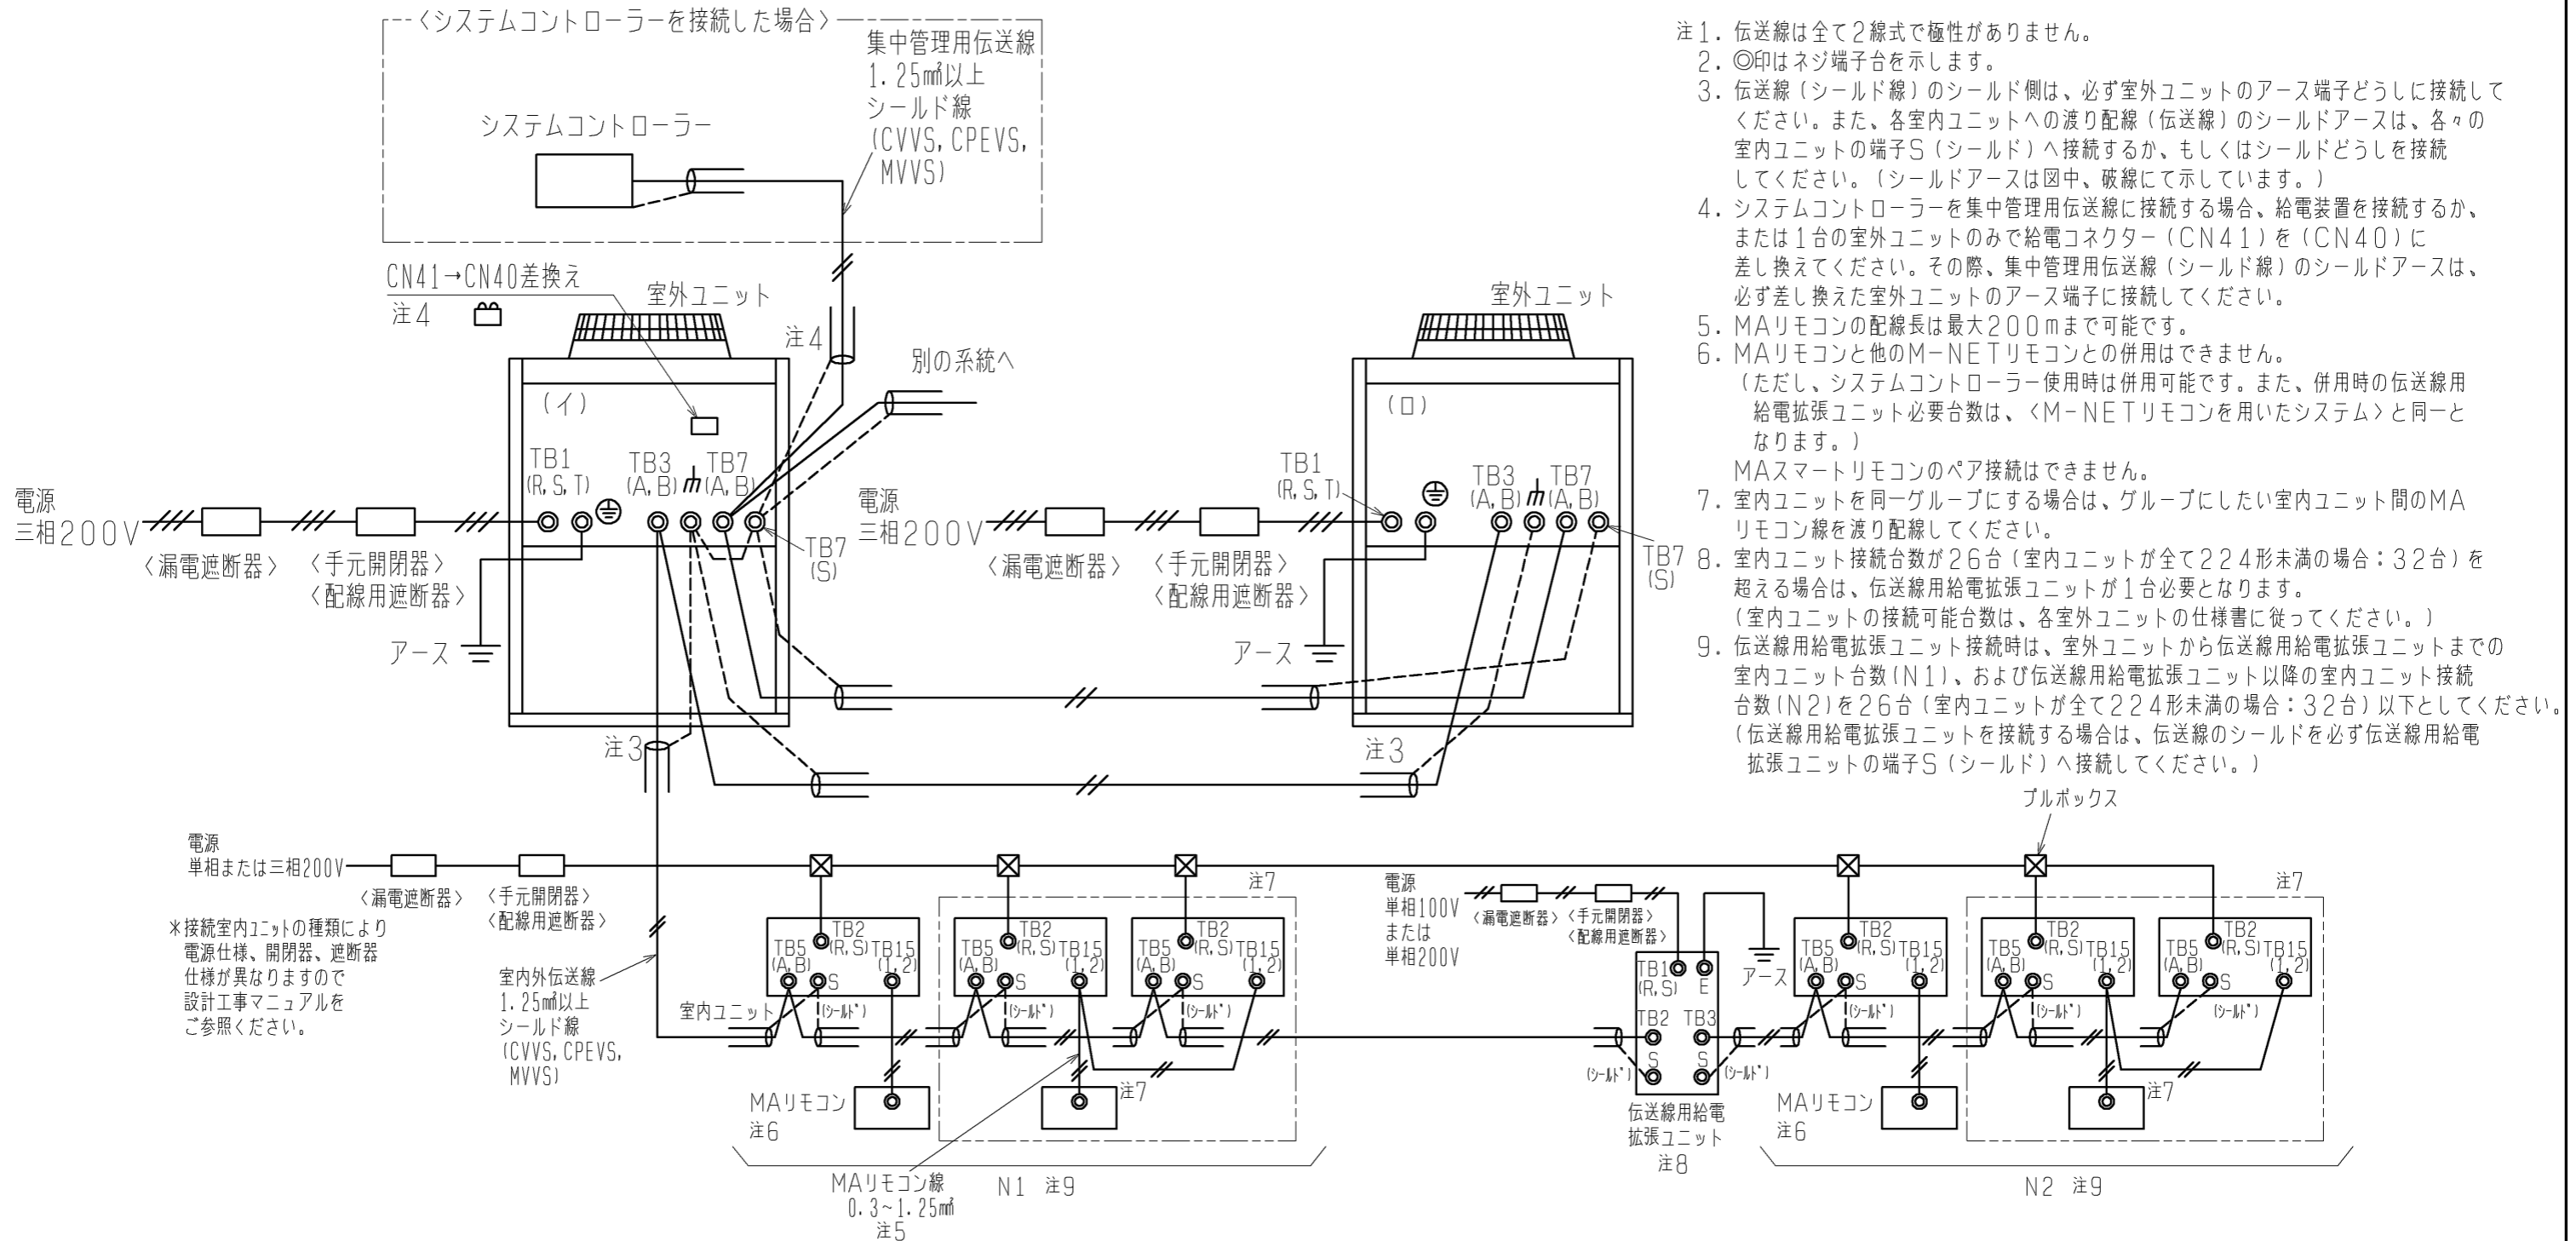 〈システムコントローラーを接続した場合〉
集中管理用伝送線
1.25㎟以上
シールド線
(CVVS, CPEVS,
MVVS)
システムコントローラー
CN41→CN40差換え
注4
室外ユニット
注4
別の系統へ
(イ)
TB1
(R, S, T)
TB3
(A, B)
TB7
(A, B)
電源
三相200V
〈漏電遮断器〉
〈手元開閉器〉
〈配線用遮断器〉
アース
TB7
(S)
注3
室外ユニット
(ロ)
TB1
(R, S, T)
TB3
(A, B)
TB7
(A, B)
電源
三相200V
〈漏電遮断器〉
〈手元開閉器〉
〈配線用遮断器〉
アース
TB7
(S)
注3
注1. 伝送線は全て2線式で極性がありません。
2. ◎印はネジ端子台を示します。
3. 伝送線(シールド線)のシールド側は、必ず室外ユニットのアース端子どうしに接続して
ください。また、各室内ユニットへの渡り配線(伝送線)のシールドアースは、各々の
室内ユニットの端子S(シールド)へ接続するか、もしくはシールドどうしを接続
してください。(シールドアースは図中、破線にて示しています。)
4. システムコントローラーを集中管理用伝送線に接続する場合、給電装置を接続するか、
または1台の室外ユニットのみで給電コネクター(CN41)を(CN40)に
差し換えてください。その際、集中管理用伝送線(シールド線)のシールドアースは、
必ず差し換えた室外ユニットのアース端子に接続してください。
5. MAリモコンの配線長は最大200mまで可能です。
6. MAリモコンと他のM-NETリモコンとの併用はできません。
(ただし、システムコントローラー使用時は併用可能です。また、併用時の伝送線用
給電拡張ユニット必要台数は、〈M-NETリモコンを用いたシステム〉と同一と
なります。)
MAスマートリモコンのペア接続はできません。
7. 室内ユニットを同一グループにする場合は、グループにしたい室内ユニット間のMA
リモコン線を渡り配線してください。
8. 室内ユニット接続台数が26台(室内ユニットが全て224形未満の場合:32台)を
超える場合は、伝送線用給電拡張ユニットが1台必要となります。
(室内ユニットの接続可能台数は、各室外ユニットの仕様書に従ってください。)
9. 伝送線用給電拡張ユニット接続時は、室外ユニットから伝送線用給電拡張ユニットまでの
室内ユニット台数(N1)、および伝送線用給電拡張ユニット以降の室内ユニット接続
台数(N2)を26台(室内ユニットが全て224形未満の場合:32台)以下としてください。
(伝送線用給電拡張ユニットを接続する場合は、伝送線のシールドを必ず伝送線用給電
拡張ユニットの端子S(シールド)へ接続してください。)
プルボックス
電源
単相または三相200V
〈漏電遮断器〉
〈手元開閉器〉
〈配線用遮断器〉
*接続室内ユニットの種類により
電源仕様、開閉器、遮断器
仕様が異なりますので
設計工事マニュアルを
ご参照ください。
室内外伝送線
1.25㎟以上
シールド線
(CVVS, CPEVS,
MVVS)
室内ユニット
TB2
(R, S)
TB5
(A, B)
TB15
(1, 2)
S
(シールド)
MAリモコン
注6
注7
TB2
(R, S)
TB5
(A, B)
TB15
(1, 2)
S
(シールド)
TB2
(R, S)
TB5
(A, B)
TB15
(1, 2)
S
(シールド)
注7
MAリモコン線
0.3~1.25㎟
注5
N1 注9
電源
単相100V
または
単相200V
〈漏電遮断器〉
〈手元開閉器〉
〈配線用遮断器〉
アース
TB1
(R, S)
E
TB2
TB3
S
S
(シールド)
(シールド)
伝送線用給電
拡張ユニット
注8
TB2
(R, S)
TB5
(A, B)
TB15
(1, 2)
S
(シールド)
MAリモコン
注6
注7
TB2
(R, S)
TB5
(A, B)
TB15
(1, 2)
S
(シールド)
TB2
(R, S)
TB5
(A, B)
TB15
(1, 2)
S
(シールド)
注7
N2 注9